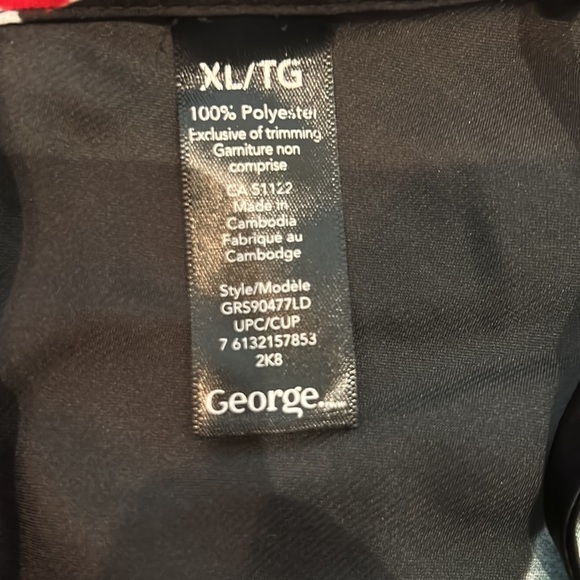 XL/TG
100% Polyester
Exclusive of trimming
Garniture non
comprise
CA 51122
Made in
Cambodia
Fabriqué au
Cambodge
Style/Modèle
GRS90477LD
UPC/CUP
7 6132157853
2K8
George.